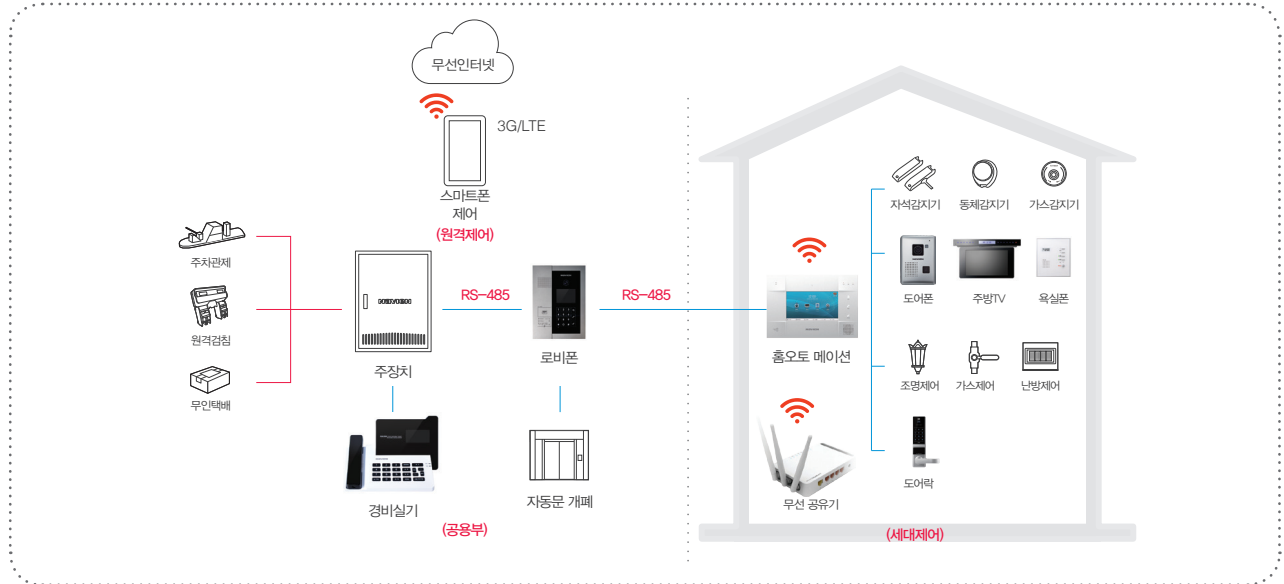 무선인터넷
3G/LTE
스마트폰
제어
(원격제어)
주차관제
원격검침
무인택배
주장치
RS-485
로비폰
RS-485
경비실기
자동문 개폐
(공용부)
자석감지기
동체감지기
가스감지기
도어폰
주방TV
욕실폰
홈오토 메이션
조명제어
가스제어
난방제어
무선 공유기
도어락
(세대제어)